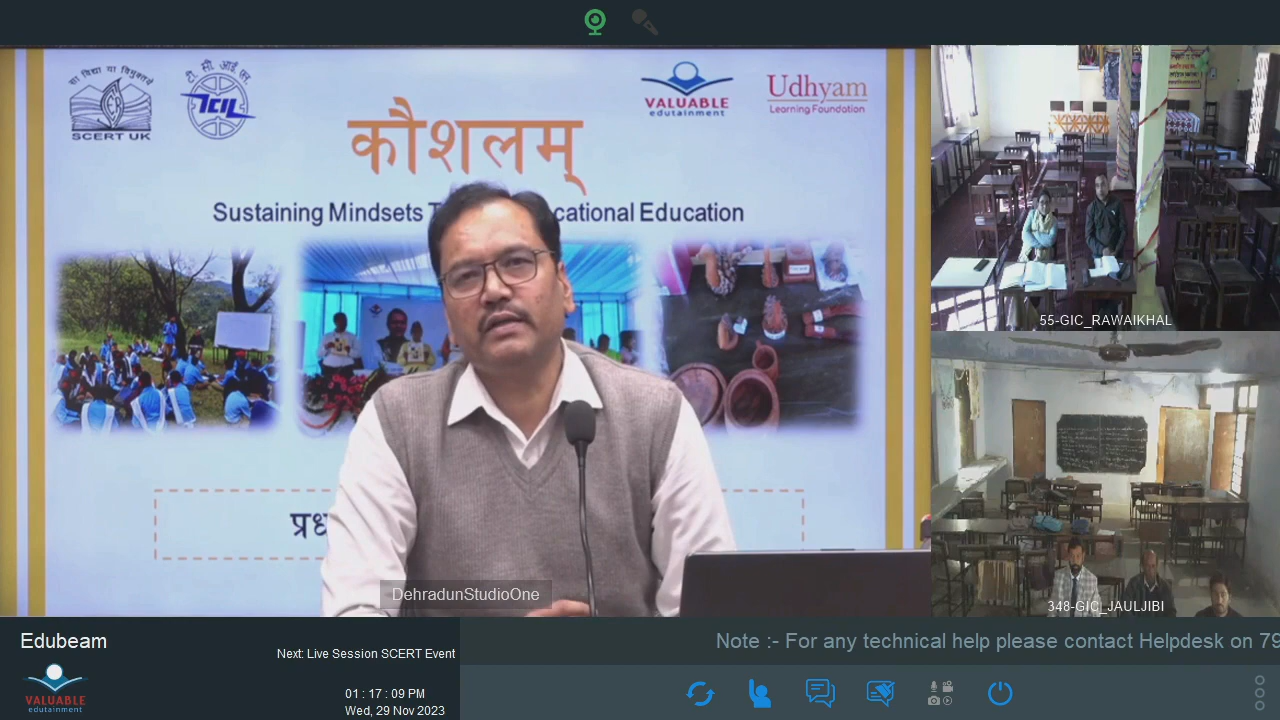 या विद्या या विमुक्तये
SCERT UK
टी. सी. आई. एल.
TCIL
VALUABLE
edutainment
Udhyam
Learning Foundation
कौशलम्
Sustaining Mindsets
cational Education
55-GIC_RAWAIKHAL
348-GIC_JAULJIBI
DehradunStudioOne
Edubeam
VALUABLE
edutainment
Next: Live Session SCERT Event
01 : 17 : 09 PM
Wed, 29 Nov 2023
Note :- For any technical help please contact Helpdesk on 79